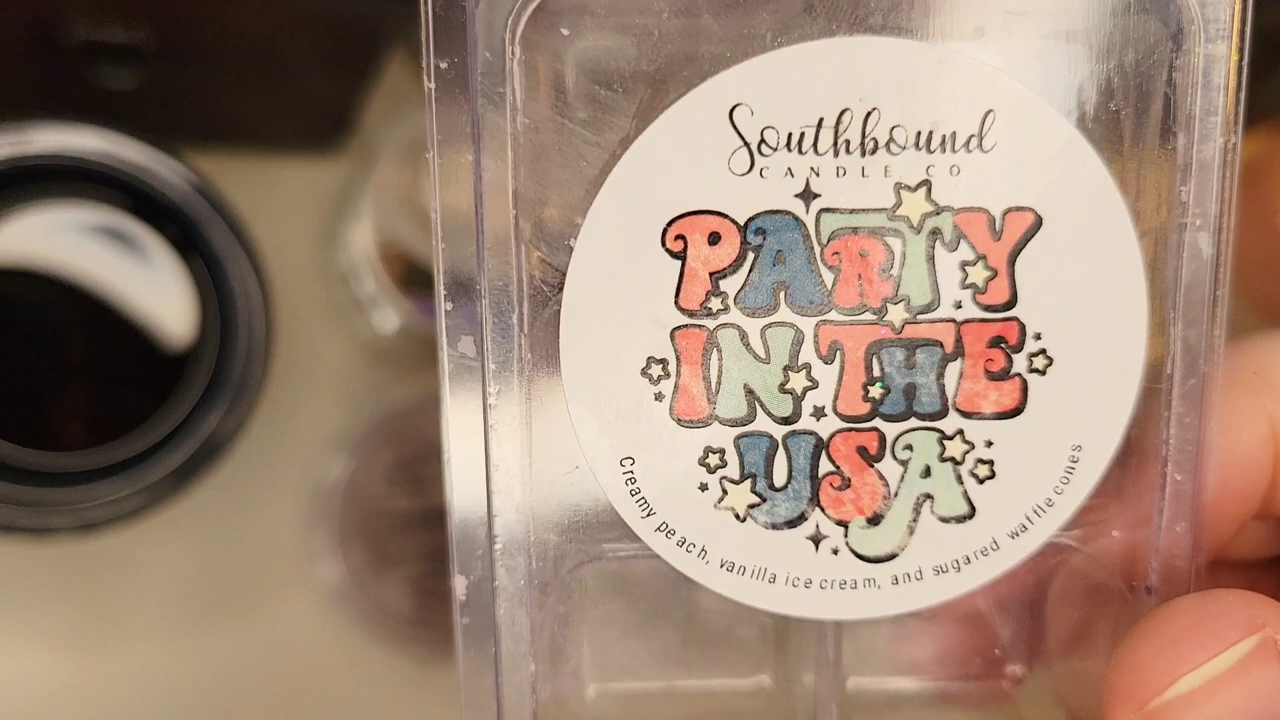 Southbound
CANDLE CO
PARTY
IN THE
USA
Creamy peach, vanilla ice cream, and sugared waffle cones